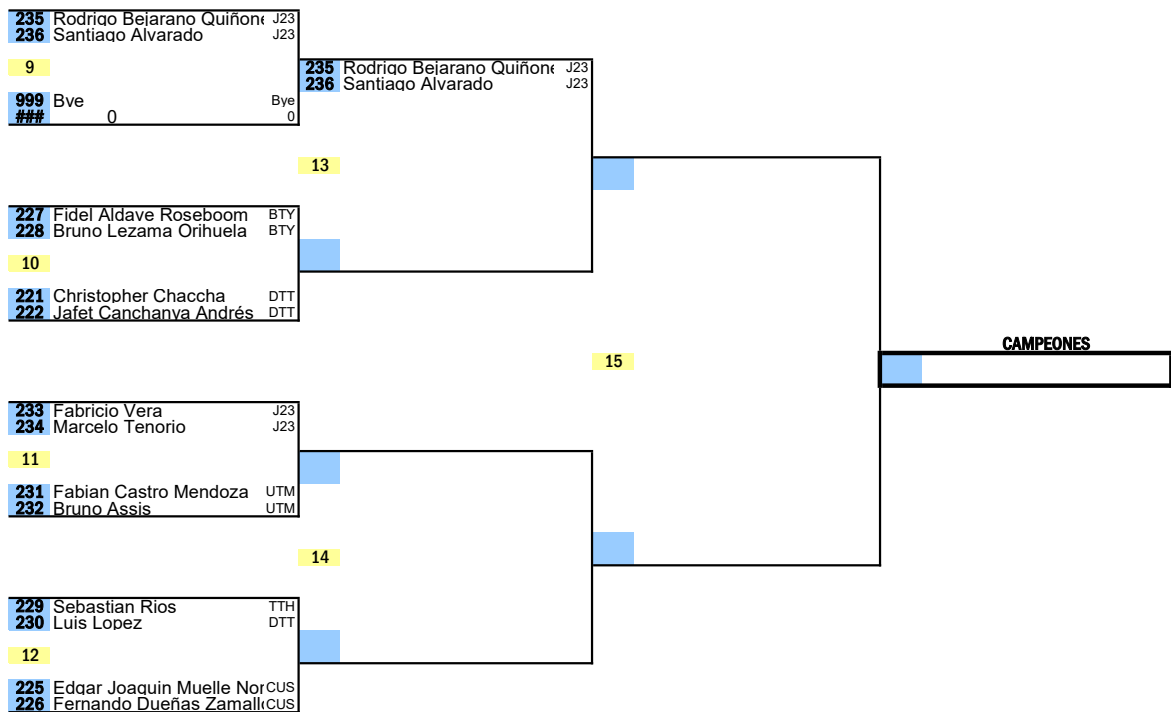 235 Rodrigo Bejarano Quiñone J23
236 Santiago Alvarado J23
9
999 Bye Bye
### 0 0
235 Rodrigo Bejarano Quiñone J23
236 Santiago Alvarado J23
13
227 Fidel Aldave Roseboom BTY
228 Bruno Lezama Orihuela BTY
10
221 Christopher Chaccha DTT
222 Jafet Canchanya Andrés DTT
15
CAMPEONES
233 Fabricio Vera J23
234 Marcelo Tenorio J23
11
231 Fabian Castro Mendoza UTM
232 Bruno Assis UTM
14
229 Sebastian Rios TTH
230 Luis Lopez DTT
12
225 Edgar Joaquin Muelle Nor CUS
226 Fernando Dueñas Zamall CUS